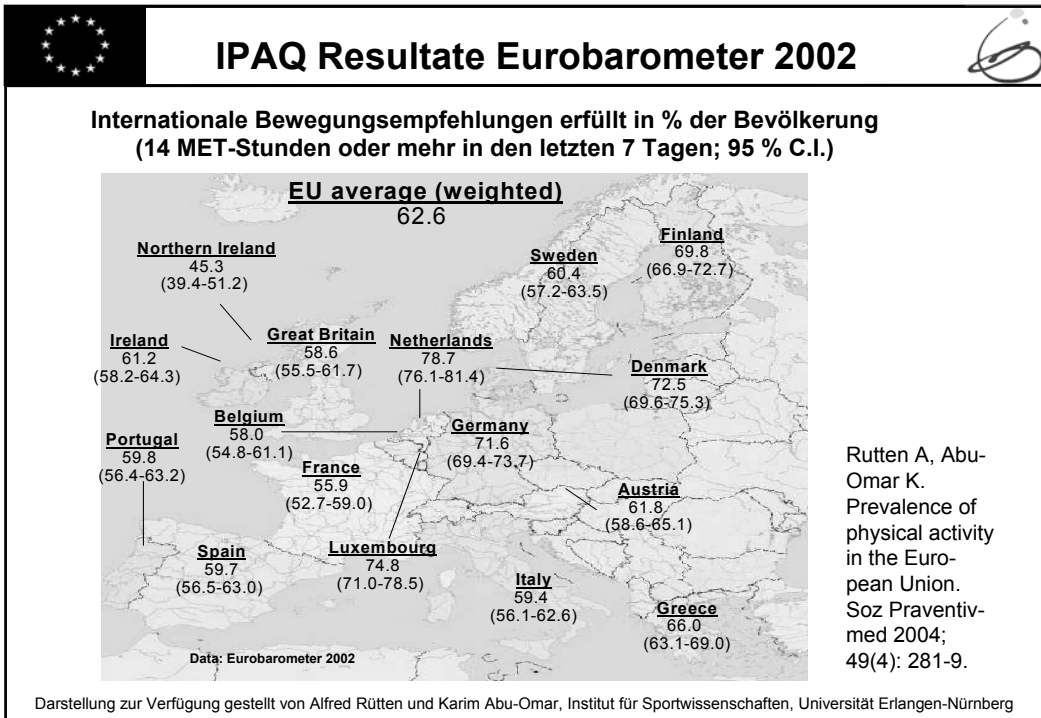 IPAQ Resultate Eurobarometer 2002
Internationale Bewegungsempfehlungen erfüllt in % der Bevölkerung
(14 MET-Stunden oder mehr in den letzten 7 Tagen; 95 % C.I.)
EU average (weighted)
62.6
Northern Ireland
45.3
(39.4-51.2)
Sweden
60.4
(57.2-63.5)
Finland
69.8
(66.9-72.7)
Ireland
61.2
(58.2-64.3)
Great Britain
58.6
(55.5-61.7)
Netherlands
78.7
(76.1-81.4)
Denmark
72.5
(69.6-75.3)
Portugal
59.8
(56.4-63.2)
Belgium
58.0
(54.8-61.1)
Germany
71.6
(69.4-73.7)
France
55.9
(52.7-59.0)
Austria
61.8
(58.6-65.1)
Spain
59.7
(56.5-63.0)
Luxembourg
74.8
(71.0-78.5)
Italy
59.4
(56.1-62.6)
Greece
66.0
(63.1-69.0)
Data: Eurobarometer 2002
Rutten A, Abu-
Omar K.
Prevalence of
physical activity
in the Euro-
pean Union.
Soz Praventiv-
med 2004;
49(4): 281-9.
Darstellung zur Verfügung gestellt von Alfred Rütten und Karim Abu-Omar, Institut für Sportwissenschaften, Universität Erlangen-Nürnberg